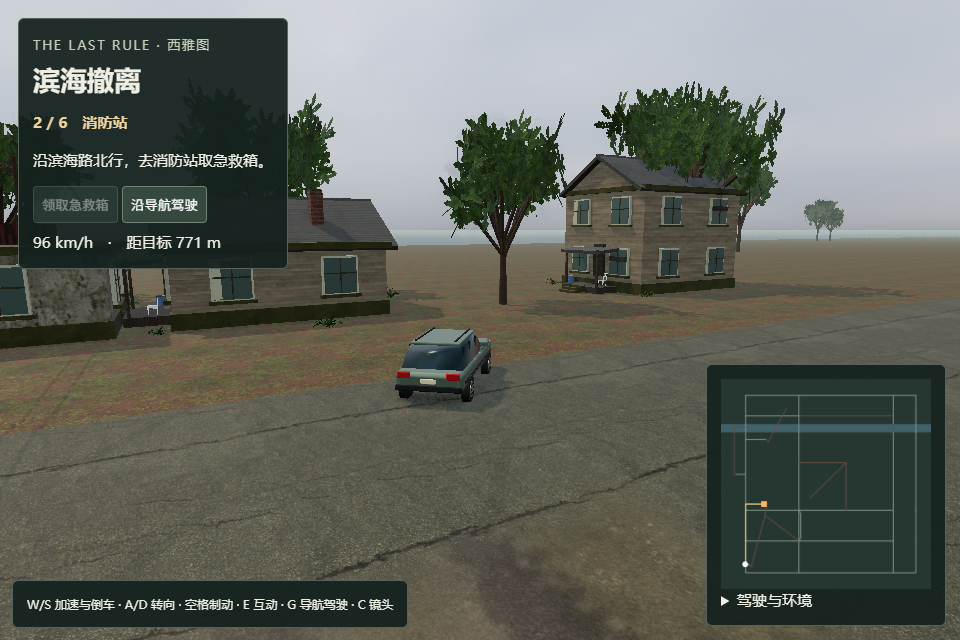 THE LAST RULE · 西雅图
滨海撤离
2 / 6 消防站
沿滨海路北行，去消防站取急救箱。
领取急救箱 沿导航驾驶
96 km/h · 距目标 771 m
▶ 驾驶与环境
W/S 加速与倒车 · A/D 转向 · 空格制动 · E 互动 · G 导航驾驶 · C 镜头